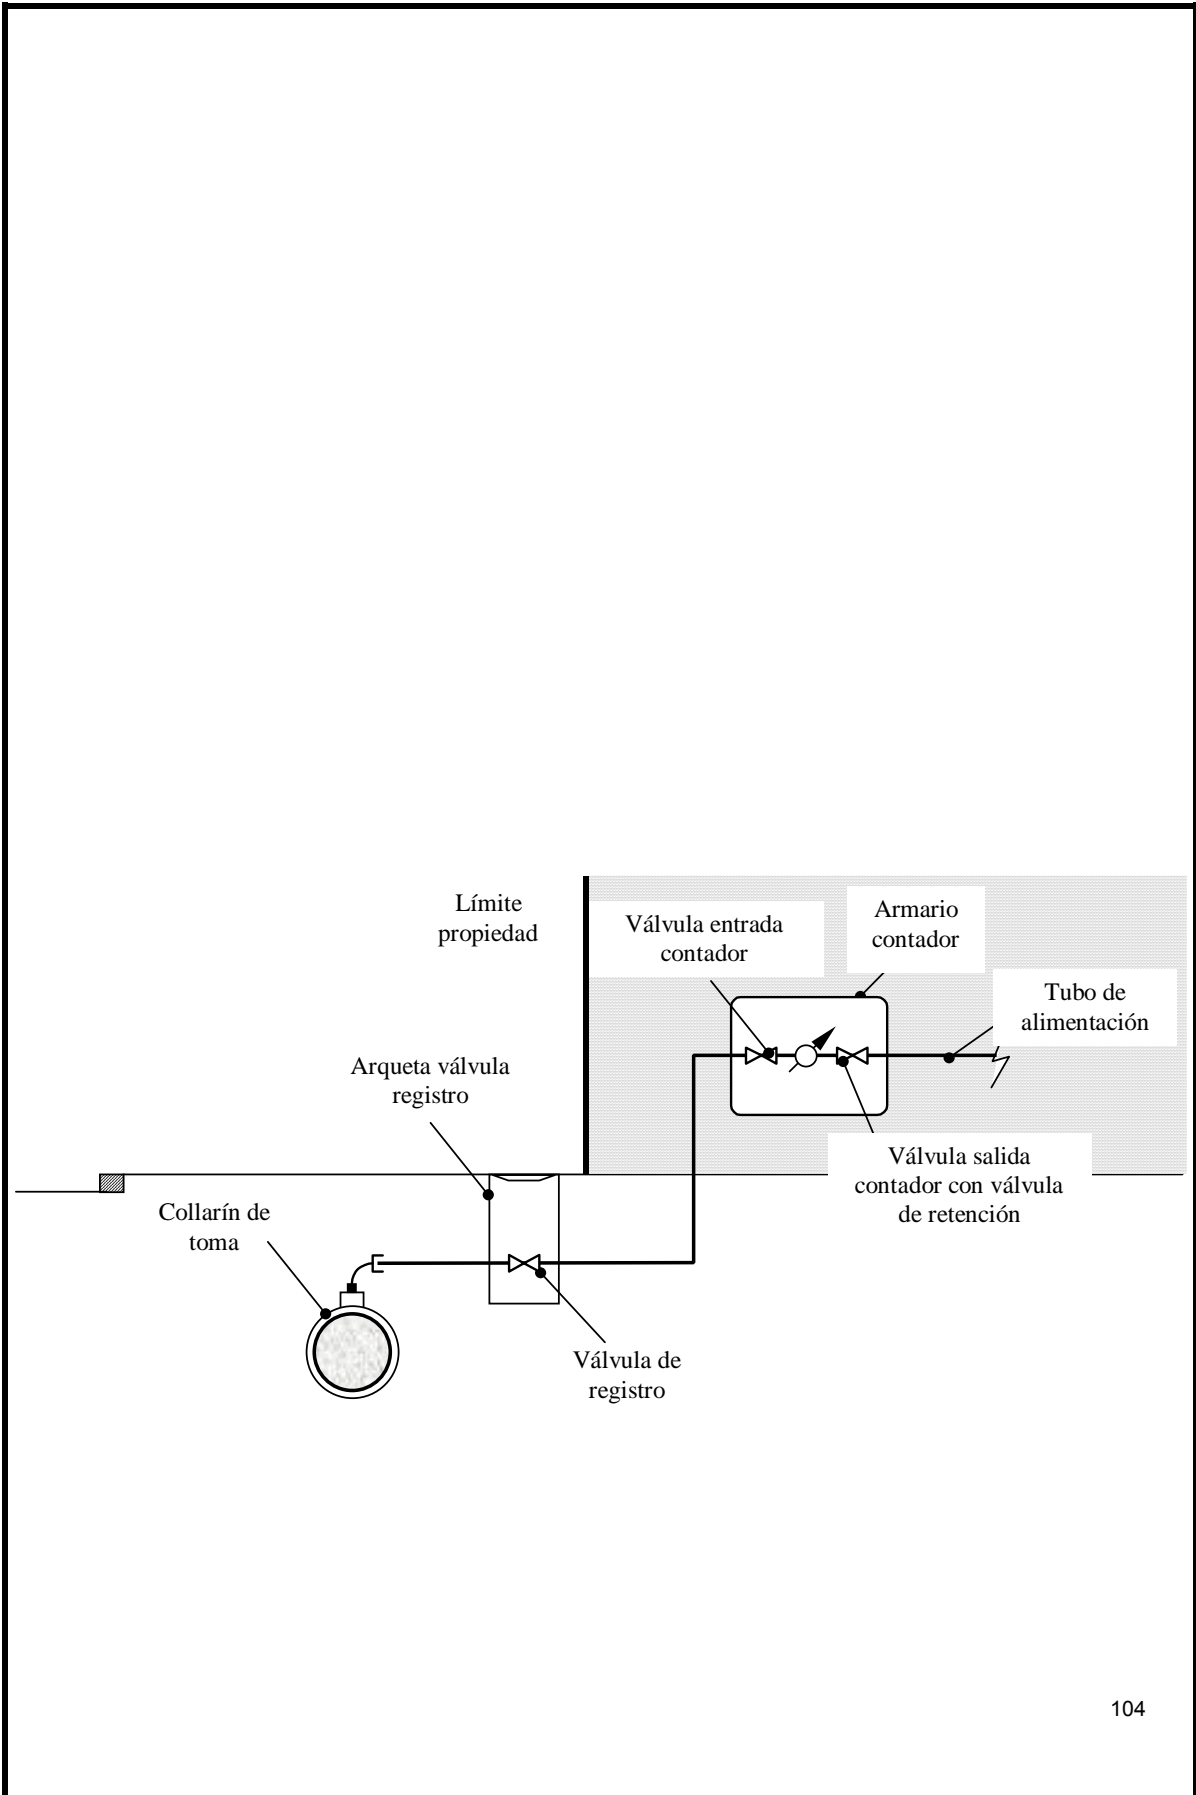 Límite
propiedad
Válvula entrada
contador
Armario
contador
Tubo de
alimentación
Arqueta válvula
registro
Válvula salida
contador con válvula
de retención
Collarín de
toma
Válvula de
registro
104